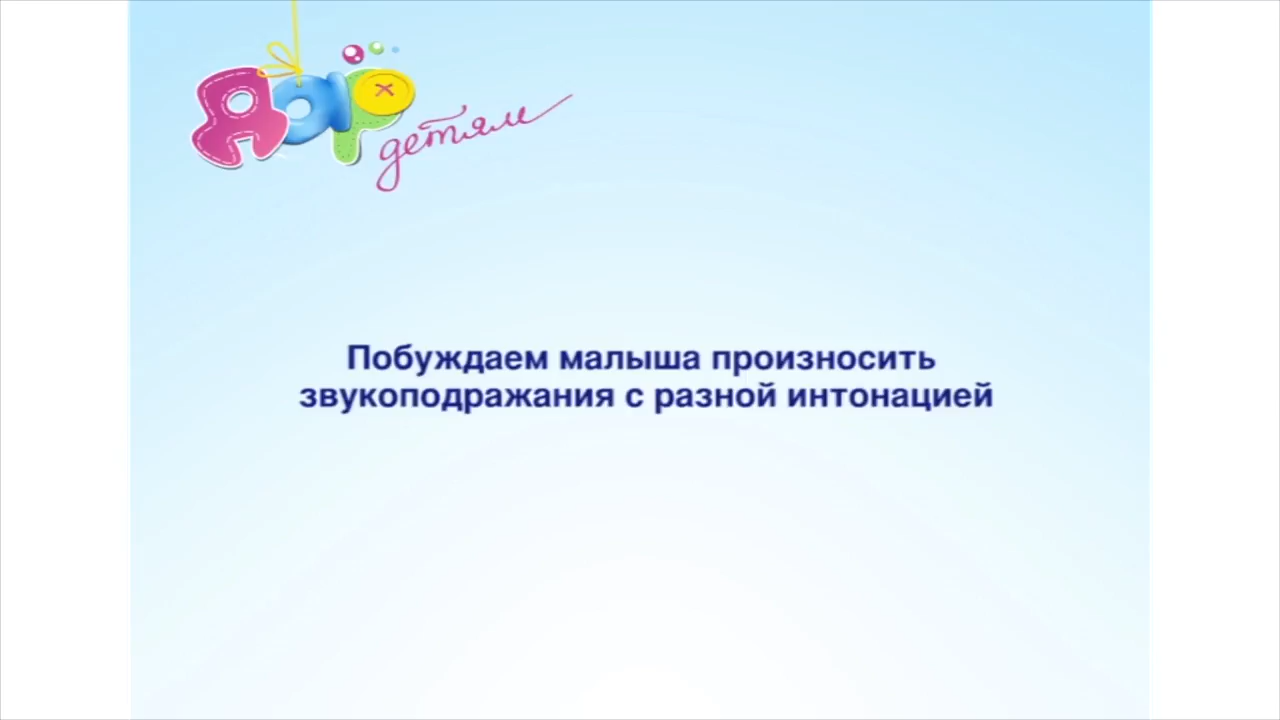 Дар
детям
Побуждаем малыша произносить
звукоподражания с разной интонацией